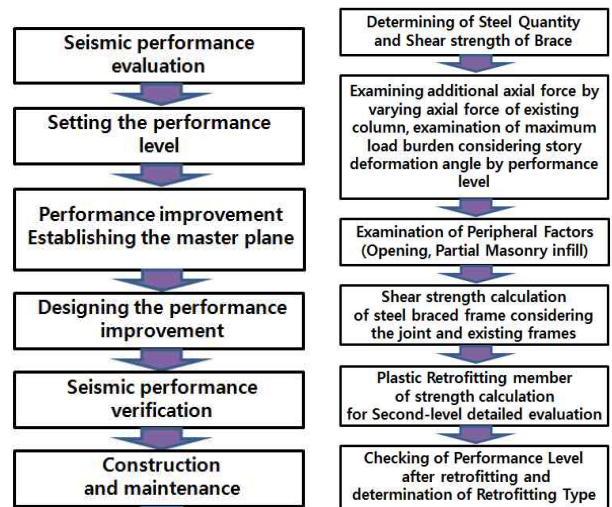 Seismic performance
evaluation
Setting the performance
level
Performance improvement
Establishing the master plane
Designing the performance
improvement
Seismic performance
verification
Construction
and maintenance
Determining of Steel Quantity
and Shear strength of Brace
Examining additional axial force by
varying axial force of existing
column, examination of maximum
load burden considering story
deformation angle by performance
level
Examination of Peripheral Factors
(Opening, Partial Masonry infill)
Shear strength calculation
of steel braced frame considering
the joint and existing frames
Plastic Retrofitting member
of strength calculation
for Second-level detailed evaluation
Checking of Performance Level
after retrofitting and
determination of Retrofitting Type